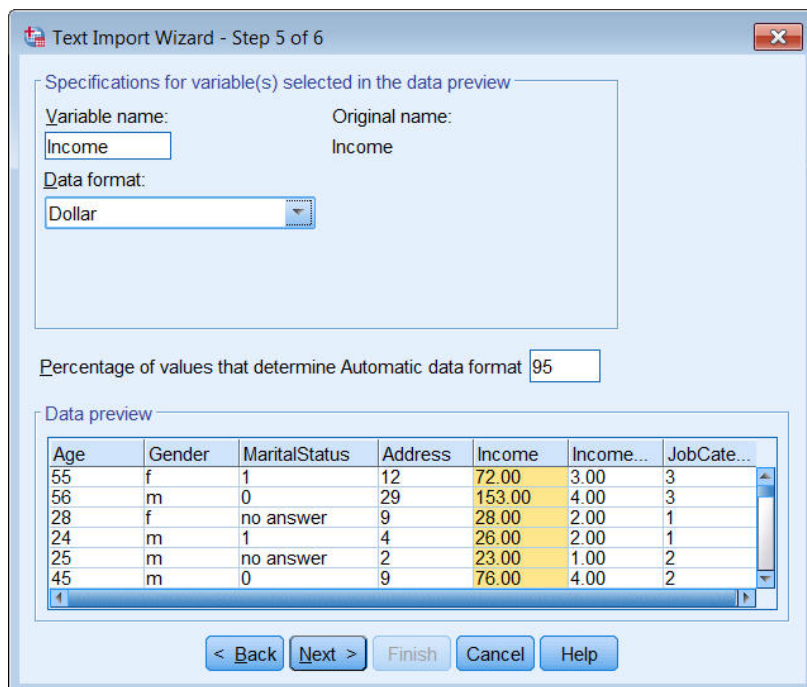 Text Import Wizard - Step 5 of 6
Specifications for variable(s) selected in the data preview
Variable name: Original name:
Income Income
Data format:
Dollar
Percentage of values that determine Automatic data format 95
Data preview
Age Gender MaritalStatus Address Income Income... JobCate...
55 f 1 12 72.00 3.00 3
56 m 0 29 153.00 4.00 3
28 f no answer 9 28.00 2.00 1
24 m 1 4 26.00 2.00 1
25 m no answer 2 23.00 1.00 2
45 m 0 9 76.00 4.00 2
< Back Next > Finish Cancel Help